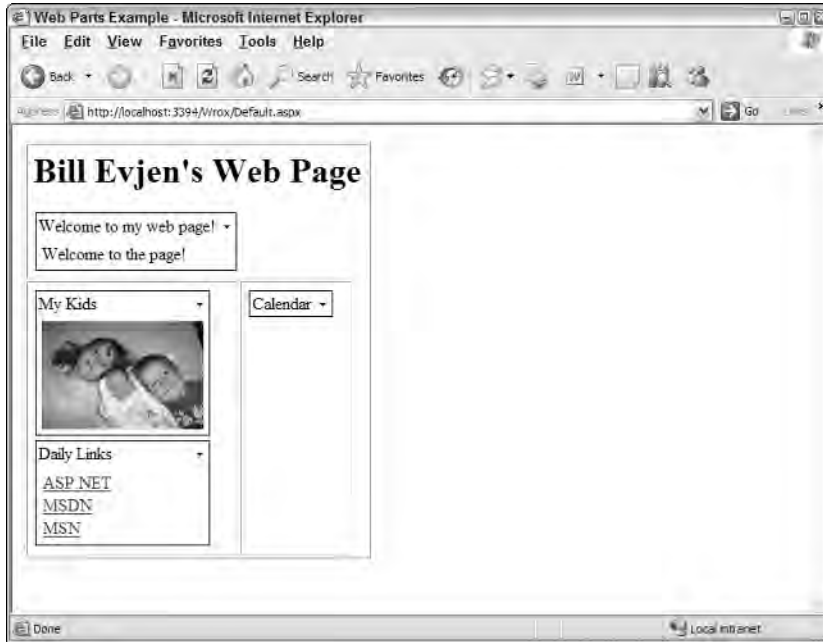 Web Parts Example - Microsoft Internet Explorer
File Edit View Favorites Tools Help
Back Search Favorites
Address http://localhost:3394/Wrox/Default.aspx Go Links
Bill Evjen's Web Page
Welcome to my web page!
Welcome to the page!
My Kids
Calendar
Daily Links
ASP.NET
MSDN
MSN
Done Local intranet